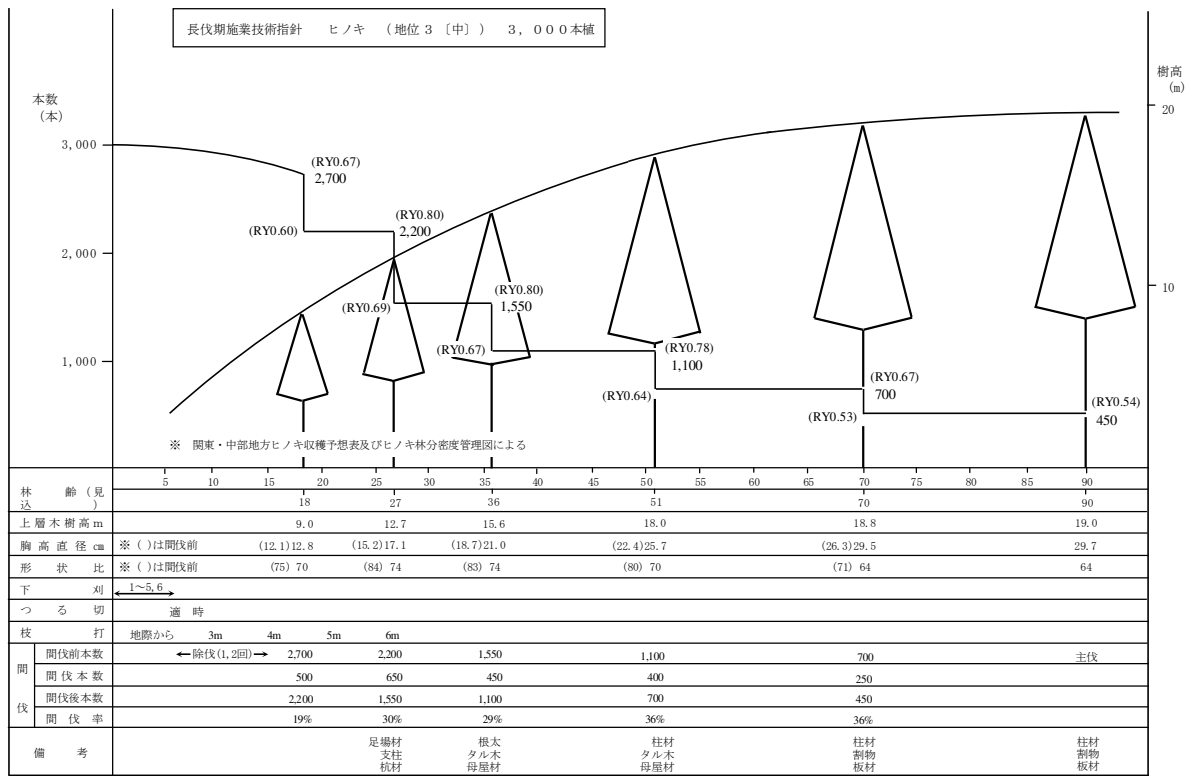 長伐期施業技術指針　ヒノキ　（地位３〔中〕）　３，０００本植
本数
（本）
樹高
(m)
20
3,000
(RY0.67)
2,700
(RY0.80)
2,200
(RY0.60)
2,000
10
(RY0.69)
(RY0.80)
1,550
(RY0.67)
1,000
(RY0.78)
1,100
(RY0.67)
700
(RY0.64)
(RY0.54)
450
(RY0.53)
※　関東・中部地方ヒノキ収穫予想表及びヒノキ林分密度管理図による
5 10 15 20 25 30 35 40 45 50 55 60 65 70 75 80 85 90
林　齢（見
込　　）
18 27 36 51 70 90
上層木樹高ｍ 9.0 12.7 15.6 18.0 18.8 19.0
胸高直径㎝ ※（ )は間伐前 (12.1)12.8 (15.2)17.1 (18.7)21.0 (22.4)25.7 (26.3)29.5 29.7
形状比 ※（ )は間伐前 (75) 70 (84) 74 (83) 74 (80) 70 (71) 64 64
下刈 1～5,6
つる切 適　時
枝打 地際から 3m 4m 5m 6m
間伐
間伐前本数 除伐(1,2回) 2,700 2,200 1,550 1,100 700 主伐
間伐本数 500 650 450 400 250
間伐後本数 2,200 1,550 1,100 700 450
間伐率 19% 30% 29% 36% 36%
備考
足場材 根太 柱材 柱材 柱材
支柱 タル木 タル木 割物 割物
杭材 母屋材 母屋材 板材 板材